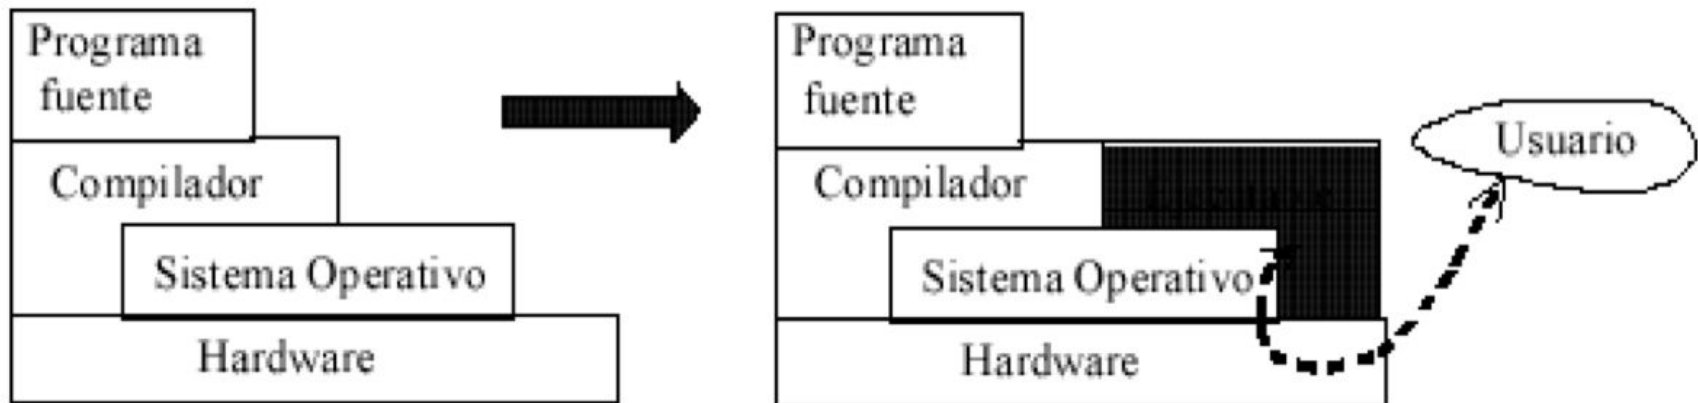 Programa
fuente
Compilador
Sistema Operativo
Hardware
Programa
fuente
Compilador
Sistema Operativo
Hardware
Usuario